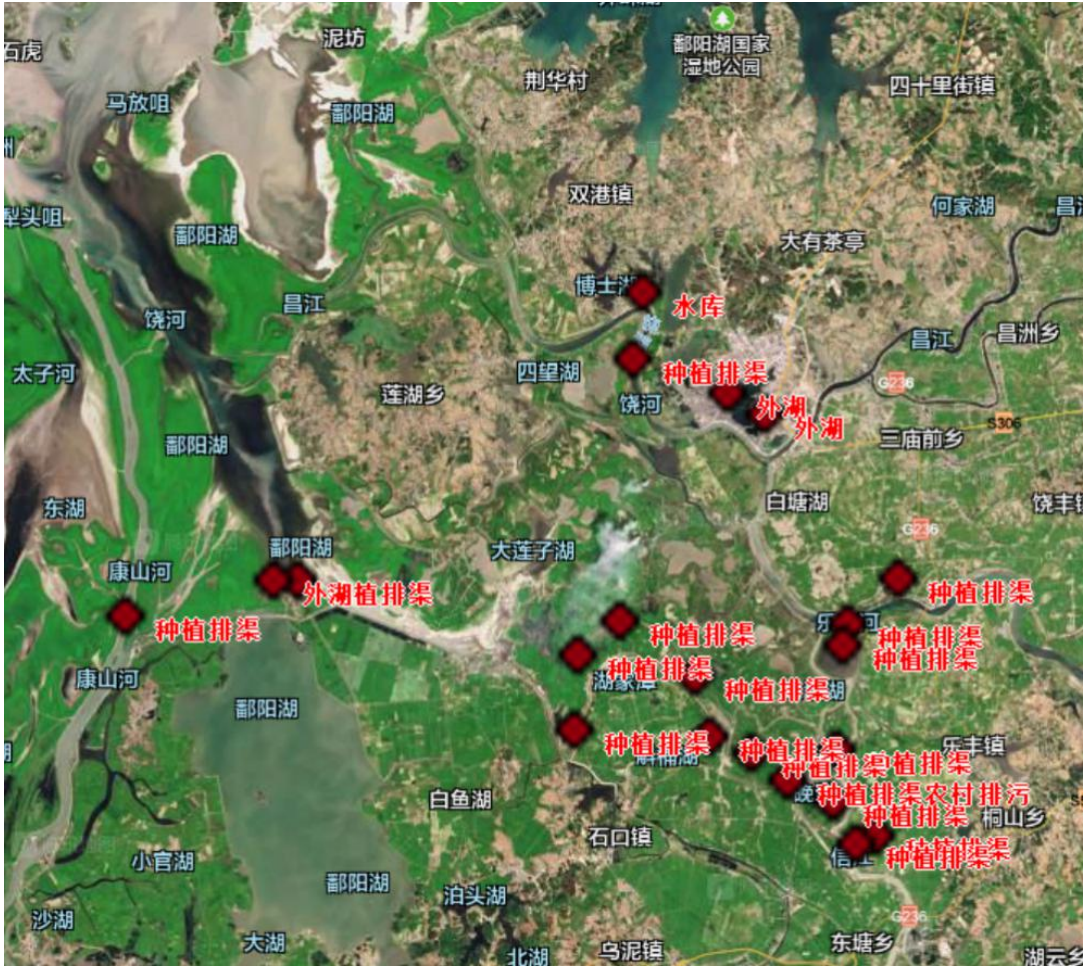 泥坊
鄱阳湖国家
湿地公园
石虎
荆华村
四十里街镇
马放咀
鄱阳湖
双港镇
犁头咀
何家湖
鄱阳湖
大有茶亭
博士湖
昌江
水库
饶河
昌江
昌洲乡
太子河
四望湖
种植排渠
G236
莲湖乡
饶河
外湖
外湖
S306
三庙前乡
鄱阳湖
白塘湖
东湖
G236
鄱阳湖
大莲子湖
康山河
外湖植排渠
种植排渠
种植排渠
种植排渠
种植排渠
种植排渠
种植排渠
康山河
种植排渠
鄱阳湖
种植排渠
乐丰镇
种植排渠
种植排渠
植排渠
种植排渠农村排污
白鱼湖
种植排渠
桐山乡
石口镇
小官湖
种植排渠
信江
鄱阳湖
泊头湖
G236
沙湖
大湖
北湖
乌泥镇
东塘乡
湖云乡